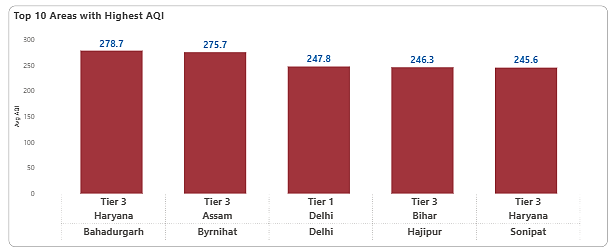 Top 10 Areas with Highest AQI
300
250
200
150
100
50
0
Avg AQI
278.7 275.7 247.8 246.3 245.6
Tier 3 Tier 3 Tier 1 Tier 3 Tier 3
Haryana Assam Delhi Bihar Haryana
Bahadurgarh Byrnihat Delhi Hajipur Sonipat